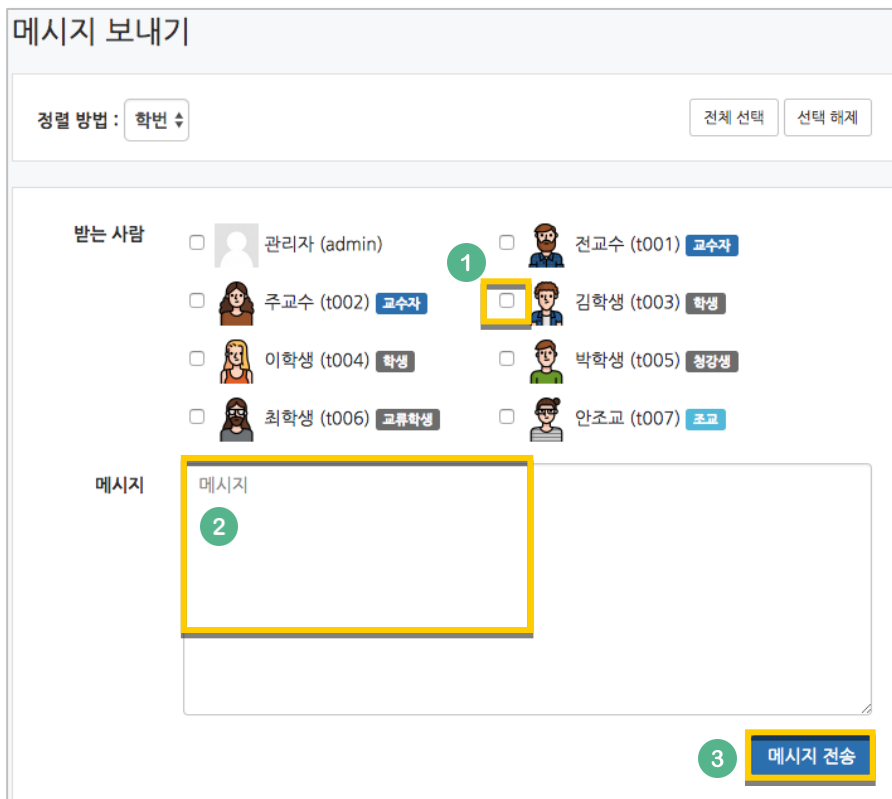 메시지 보내기
정렬 방법 : 학번 전체 선택 선택 해제
받는 사람 관리자 (admin) 전교수 (t001) 교수자
1
주교수 (t002) 교수자 김학생 (t003) 학생
이학생 (t004) 학생 박학생 (t005) 청강생
최학생 (t006) 교류학생 안조교 (t007) 조교
메시지 메시지
2
3 메시지 전송